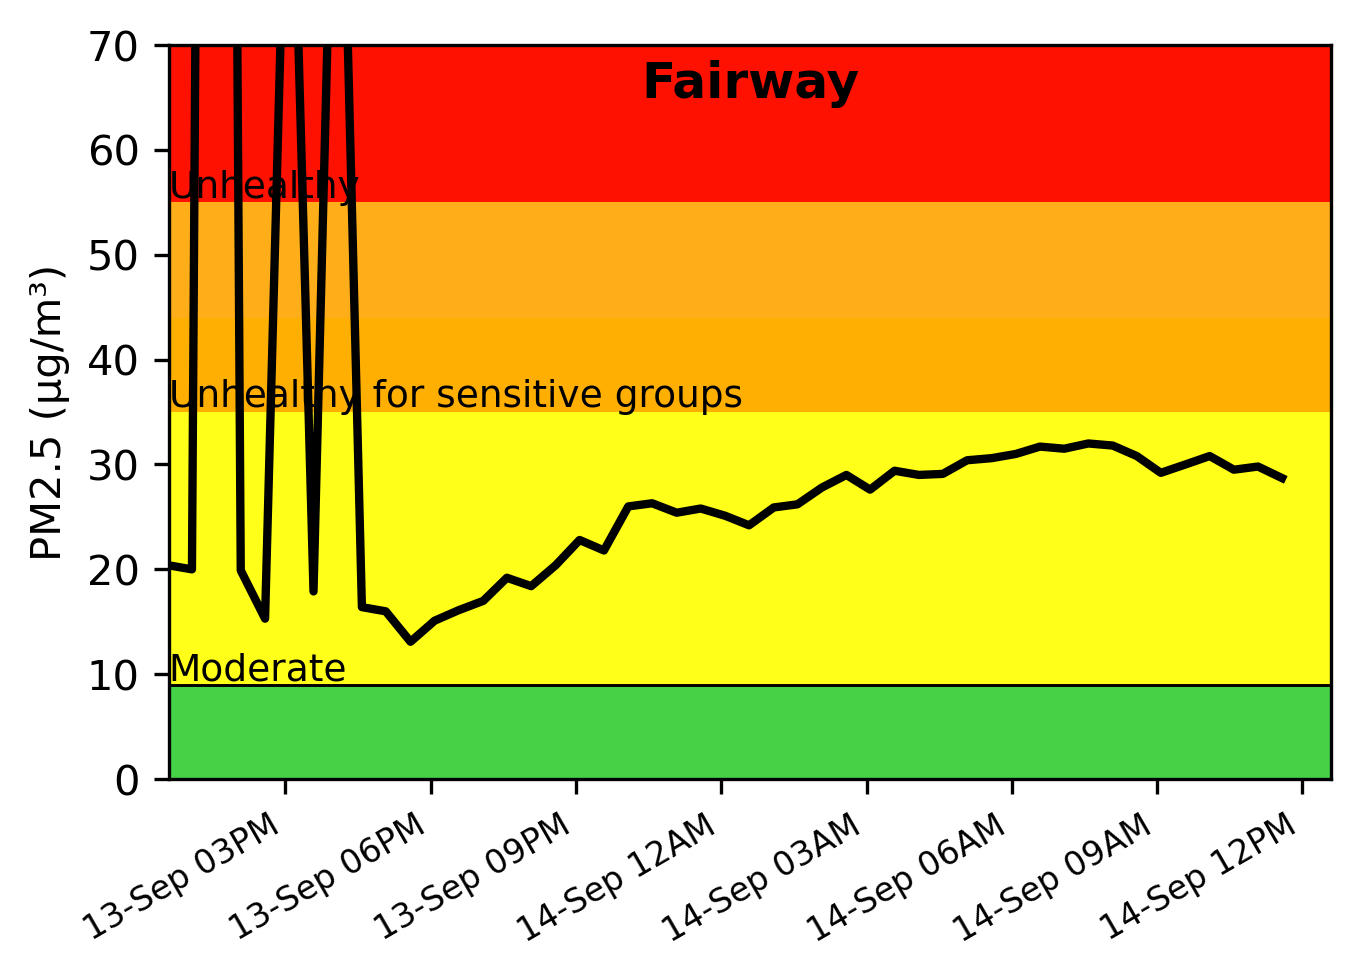 Fairway
PM2.5 (µg/m³)
70
60
50
40
30
20
10
0
Unhealthy
Unhealthy for sensitive groups
Moderate
13-Sep 03PM
13-Sep 06PM
13-Sep 09PM
14-Sep 12AM
14-Sep 03AM
14-Sep 06AM
14-Sep 09AM
14-Sep 12PM